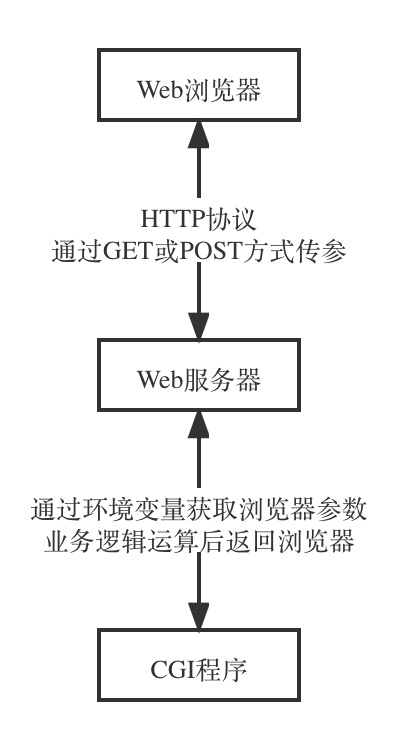 Web浏览器
HTTP协议
通过GET或POST方式传参
Web服务器
通过环境变量获取浏览器参数
业务逻辑运算后返回浏览器
CGI程序